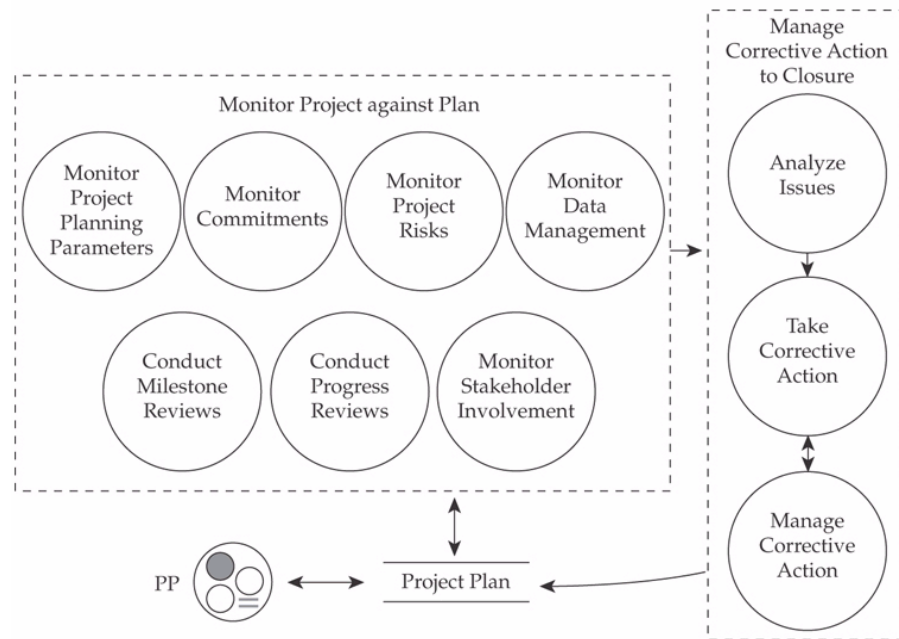 Manage
Corrective Action
to Closure
Monitor Project against Plan
Monitor
Project
Planning
Parameters
Monitor
Commitments
Monitor
Project
Risks
Monitor
Data
Management
Analyze
Issues
Conduct
Milestone
Reviews
Conduct
Progress
Reviews
Monitor
Stakeholder
Involvement
Take
Corrective
Action
Manage
Corrective
Action
PP
Project Plan